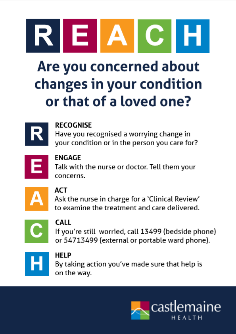 R E A C H
Are you concerned about
changes in your condition
or that of a loved one?
R
RECOGNISE
Have you recognised a worrying change in
your condition or in the person you care for?
E
ENGAGE
Talk with the nurse or doctor. Tell them your
concerns.
A
ACT
Ask the nurse in charge for a 'Clinical Review'
to examine the treatment and care delivered.
C
CALL
If you're still worried, call 13499 (bedside phone)
or 54713499 (external or portable ward phone).
H
HELP
By taking action you've made sure that help is
on the way.
castlemaine
HEALTH